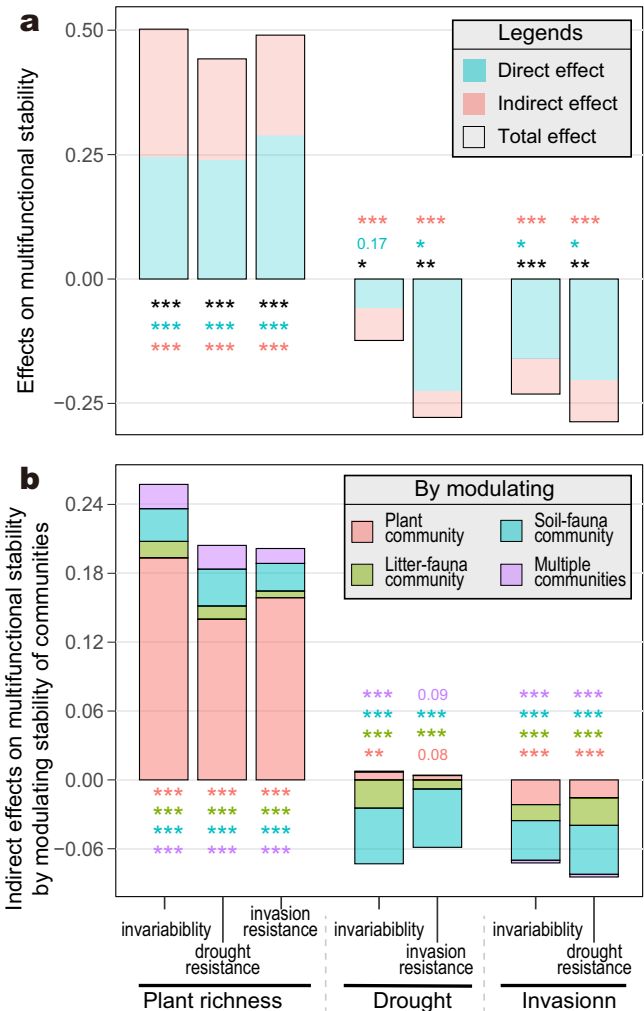 a
Effects on multifunctional stability
0.50
0.25
0.00
−0.25
Legends
Direct effect
Indirect effect
Total effect
*** *** ***
*** *** ***
*** *** ***
*** *** *** ***
0.17 * * *
* ** *** **
b
Indirect effects on multifunctional stability
by modulating stability of communities
0.24
0.18
0.12
0.06
0.00
−0.06
By modulating
Plant
community
Soil-fauna
community
Litter-fauna
community
Multiple
communities
*** 0.09 *** ***
*** *** *** ***
*** *** *** ***
** 0.08 *** ***
*** *** ***
*** *** ***
*** *** ***
*** *** ***
invariabiblity
drought
resistance
invasion
resistance
invariability
invasion
resistance
invariability
drought
resistance
Plant richness
Drought
Invasionn